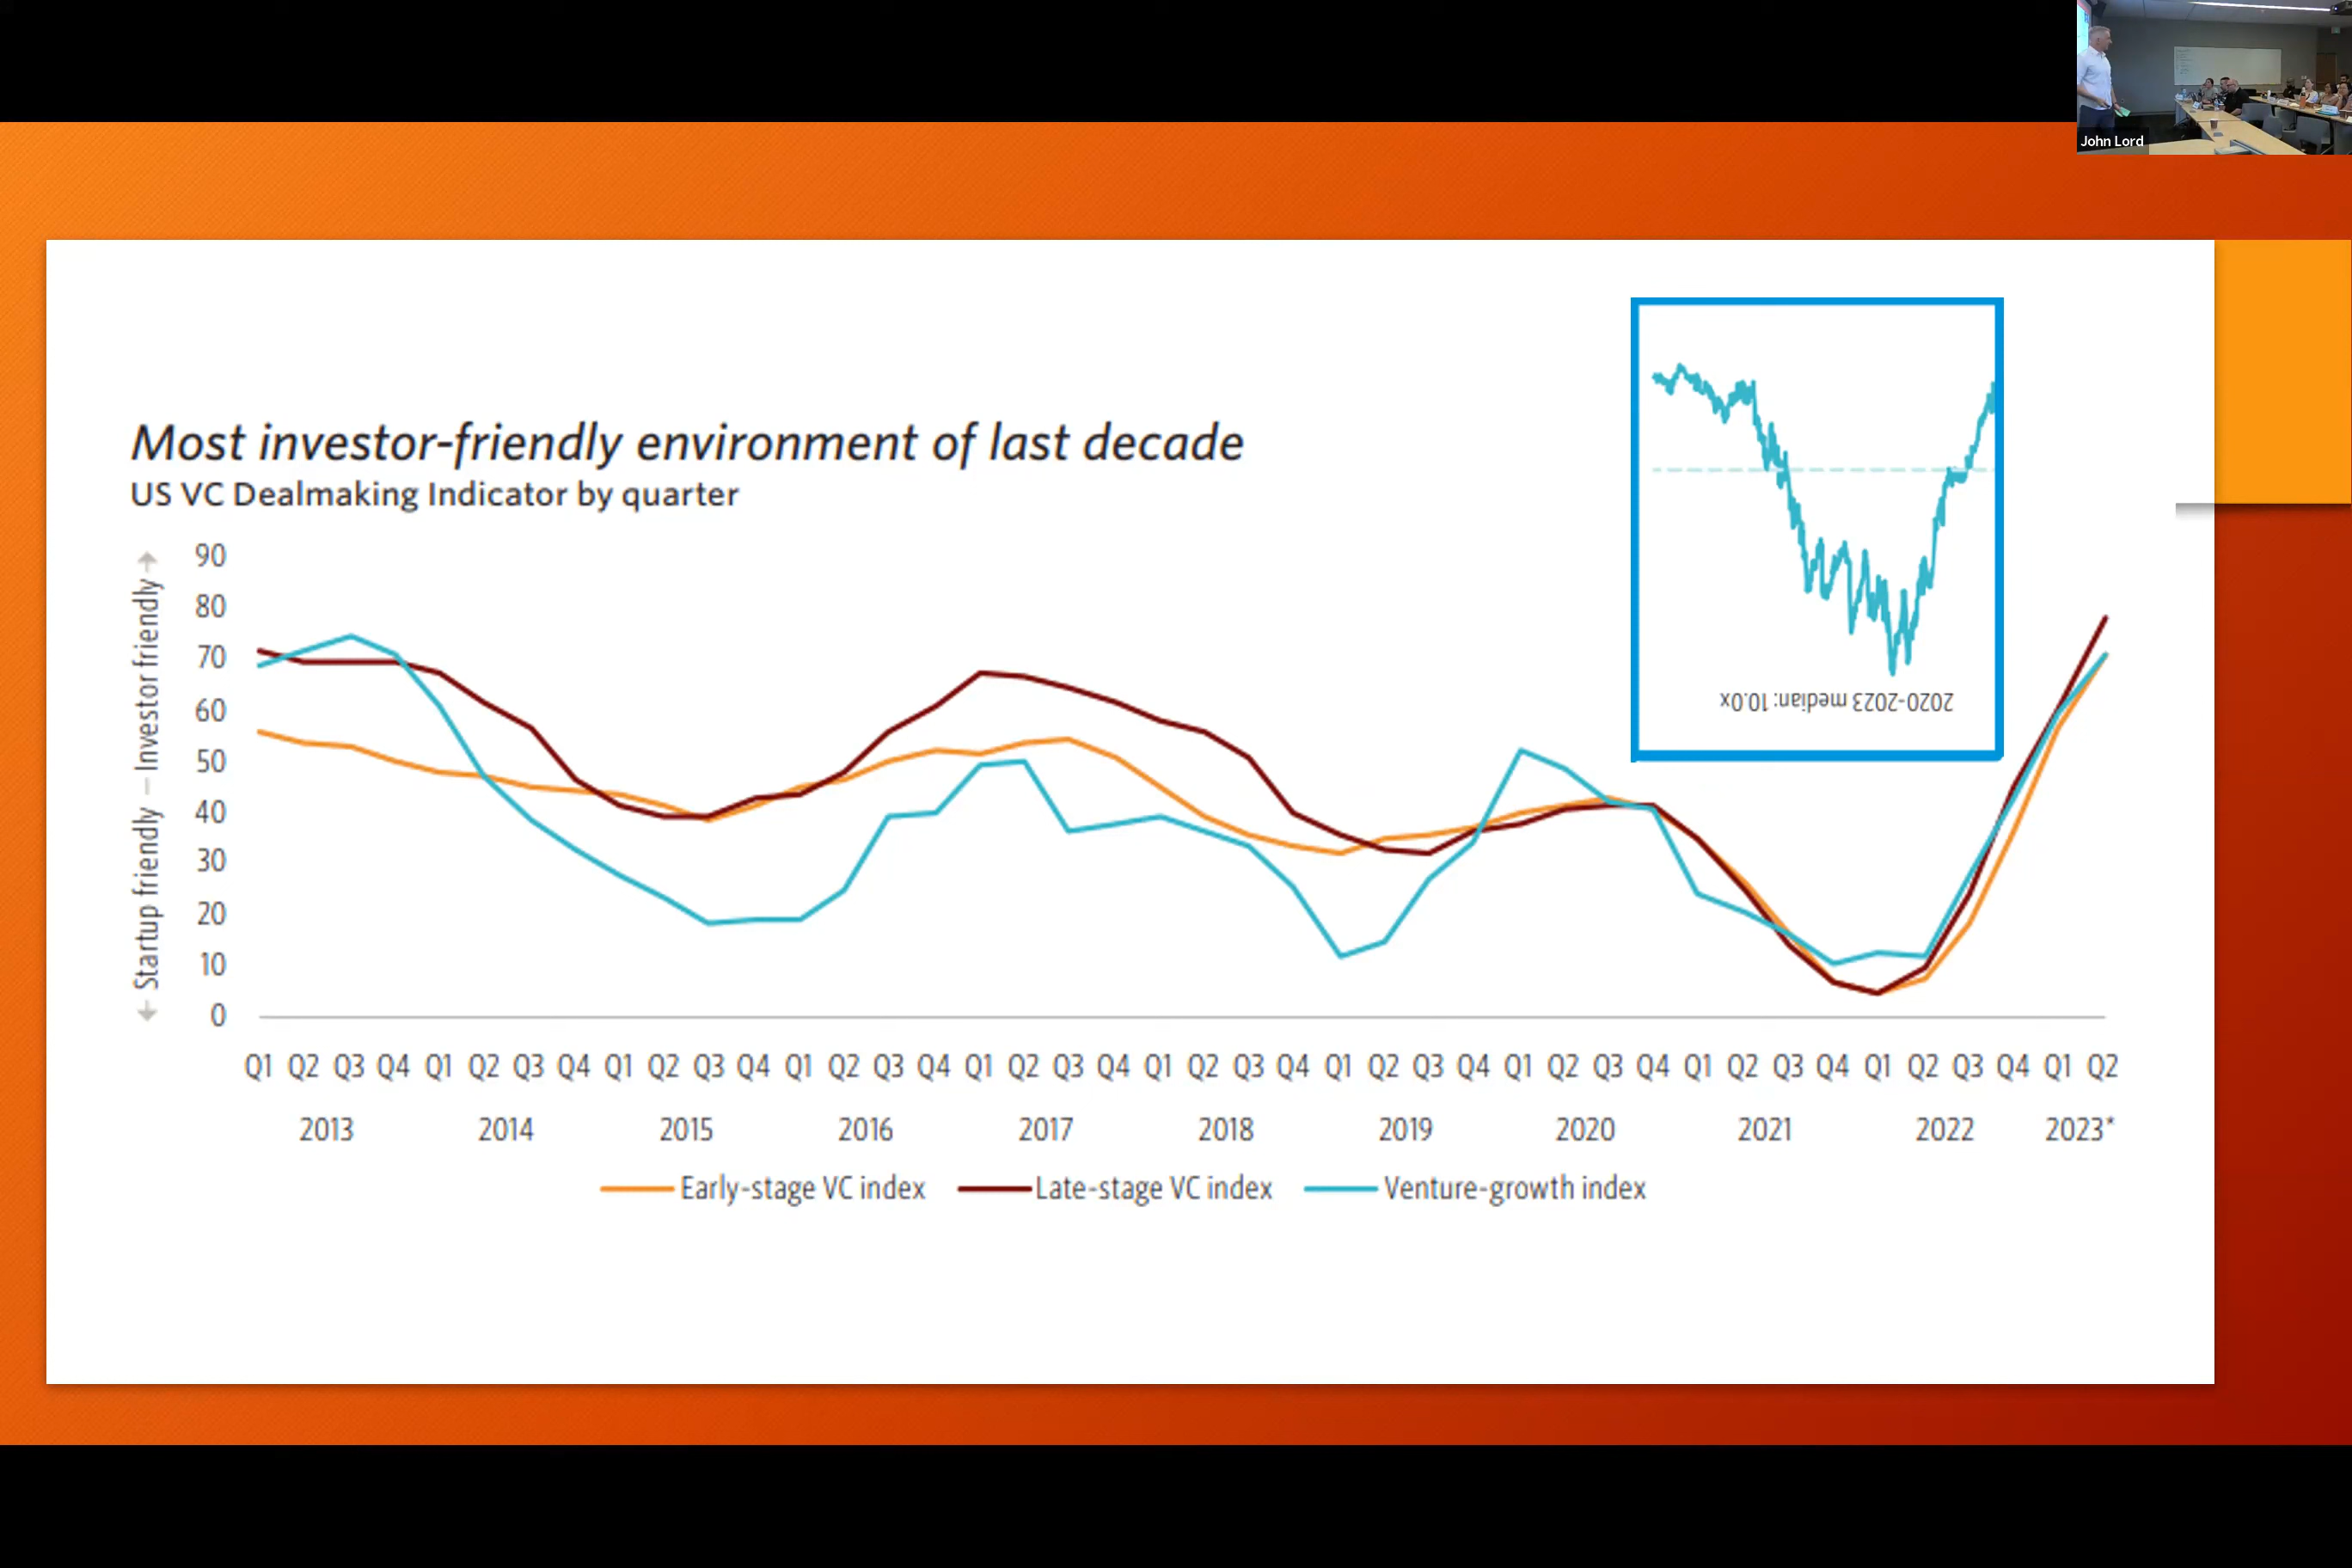 John Lord
Most investor-friendly environment of last decade
US VC Dealmaking Indicator by quarter
Startup friendly – Investor friendly
90
80
70
60
50
40
30
20
10
0
2020-2023 median: 10.0x
Q1 Q2 Q3 Q4 Q1 Q2 Q3 Q4 Q1 Q2 Q3 Q4 Q1 Q2 Q3 Q4 Q1 Q2 Q3 Q4 Q1 Q2 Q3 Q4 Q1 Q2 Q3 Q4 Q1 Q2 Q3 Q4 Q1 Q2 Q3 Q4 Q1 Q2 Q3 Q4 Q1 Q2
2013 2014 2015 2016 2017 2018 2019 2020 2021 2022 2023*
Early-stage VC index Late-stage VC index Venture-growth index